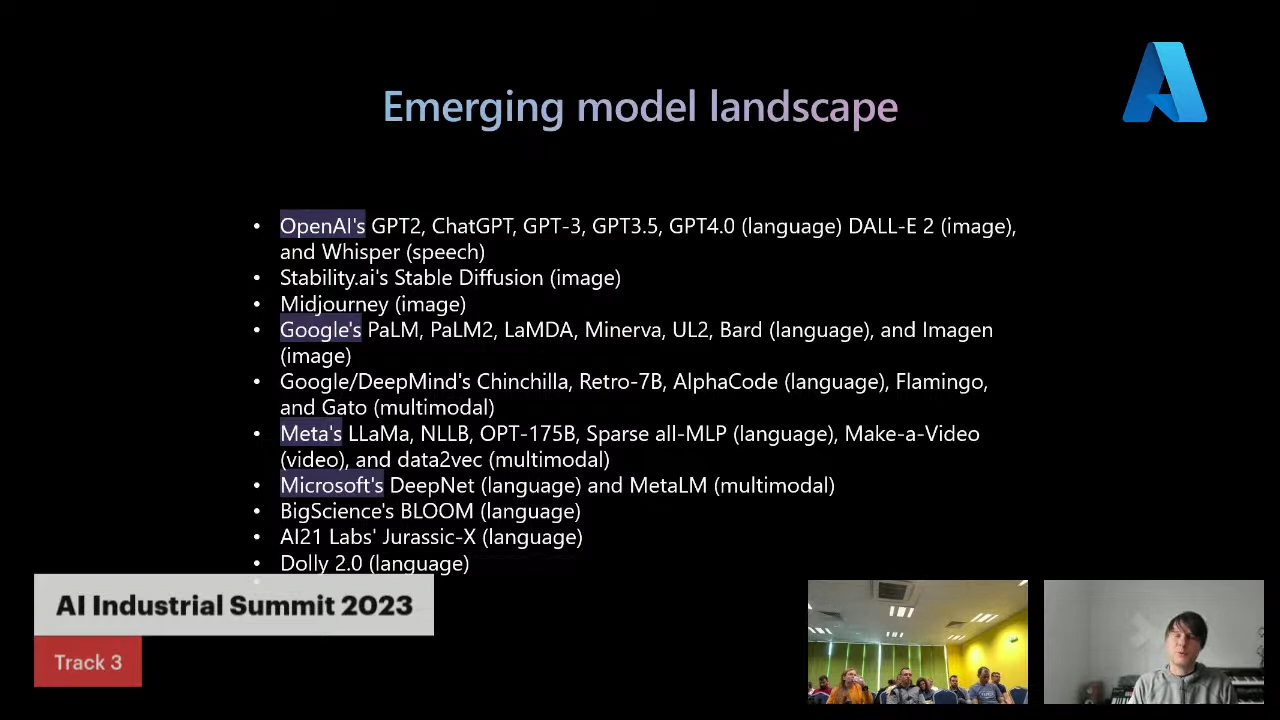 Emerging model landscape
• OpenAI's GPT2, ChatGPT, GPT-3, GPT3.5, GPT4.0 (language) DALL-E 2 (image),
and Whisper (speech)
• Stability.ai's Stable Diffusion (image)
• Midjourney (image)
• Google's PaLM, PaLM2, LaMDA, Minerva, UL2, Bard (language), and Imagen
(image)
• Google/DeepMind's Chinchilla, Retro-7B, AlphaCode (language), Flamingo,
and Gato (multimodal)
• Meta's LLaMa, NLLB, OPT-175B, Sparse all-MLP (language), Make-a-Video
(video), and data2vec (multimodal)
• Microsoft's DeepNet (language) and MetaLM (multimodal)
• BigScience's BLOOM (language)
• AI21 Labs' Jurassic-X (language)
• Dolly 2.0 (language)
AI Industrial Summit 2023
Track 3